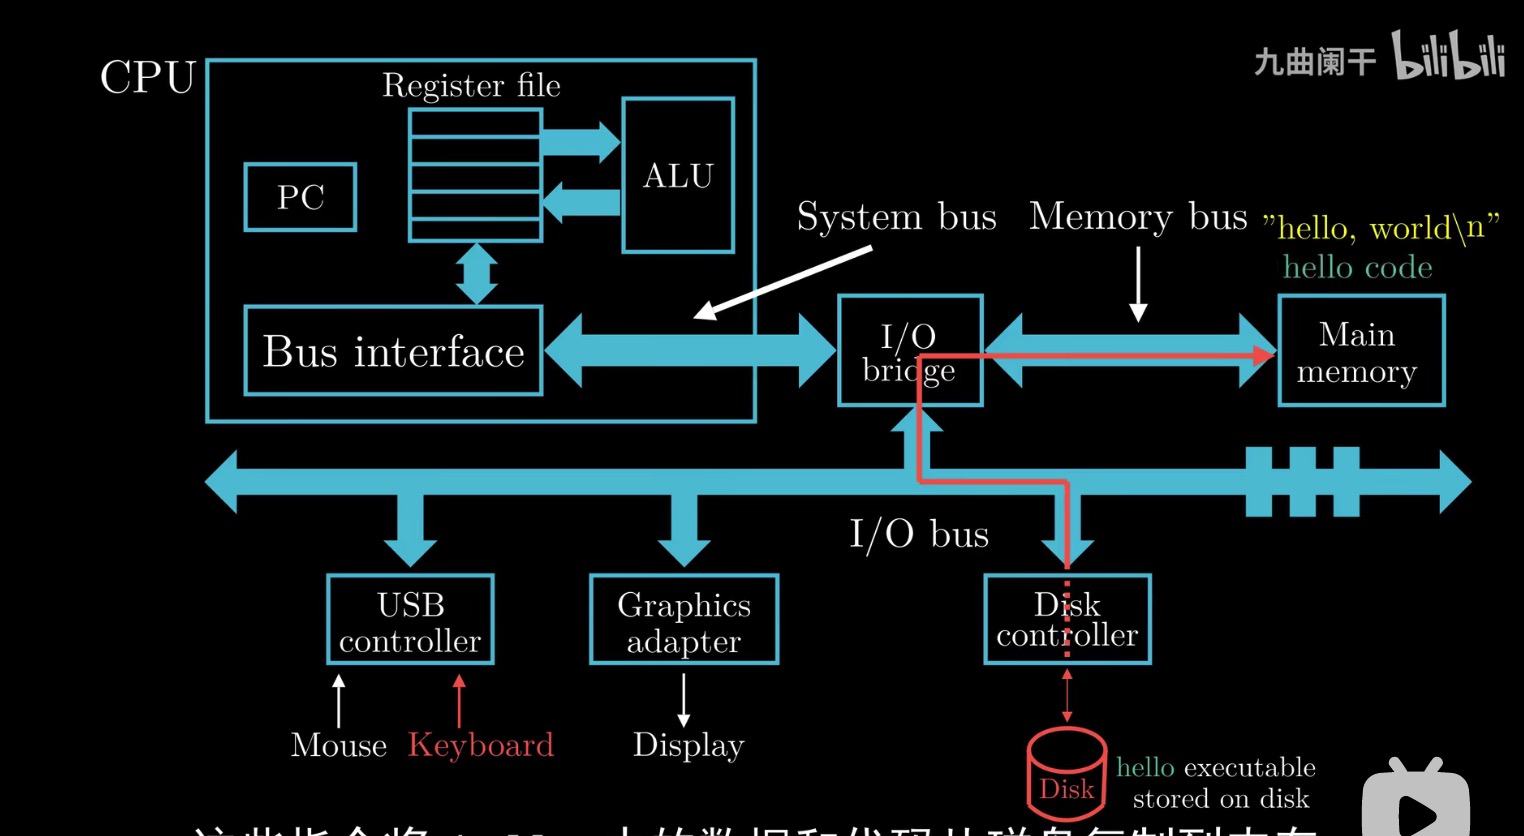 CPU
Register file
九曲阑干 bilibili
PC
ALU
System bus
Memory bus
"hello, world\n"
hello code
Bus interface
I/O
bridge
Main
memory
I/O bus
USB
controller
Graphics
adapter
Disk
controller
Mouse
Keyboard
Display
Disk
hello executable
stored on disk